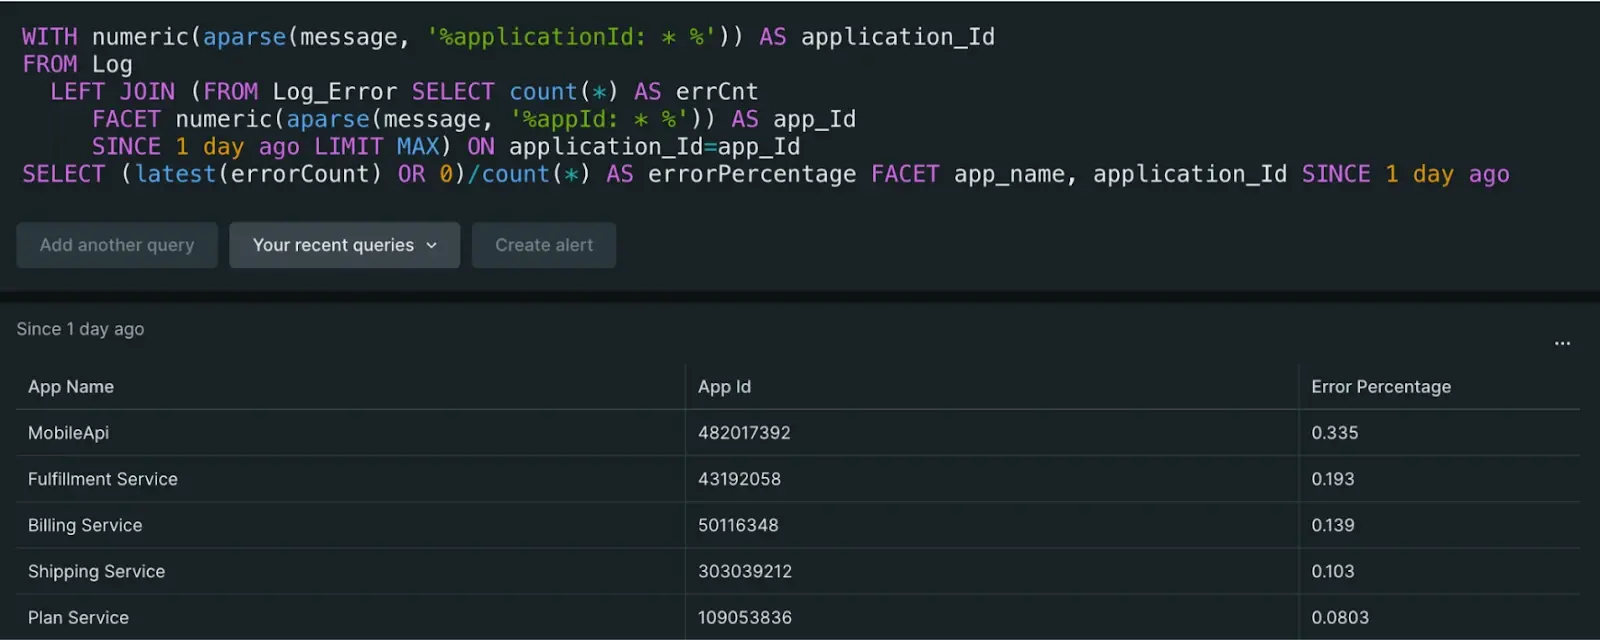 WITH numeric(aparse(message, '%applicationId: * %')) AS application_Id
FROM Log
LEFT JOIN (FROM Log_Error SELECT count(*) AS errCnt
FACET numeric(aparse(message, '%appId: * %')) AS app_Id
SINCE 1 day ago LIMIT MAX) ON application_Id=app_Id
SELECT (latest(errorCount) OR 0)/count(*) AS errorPercentage FACET app_name, application_Id SINCE 1 day ago
Add another query Your recent queries Create alert
Since 1 day ago
...
App Name App Id Error Percentage
MobileApi 482017392 0.335
Fulfillment Service 43192058 0.193
Billing Service 50116348 0.139
Shipping Service 303039212 0.103
Plan Service 109053836 0.0803